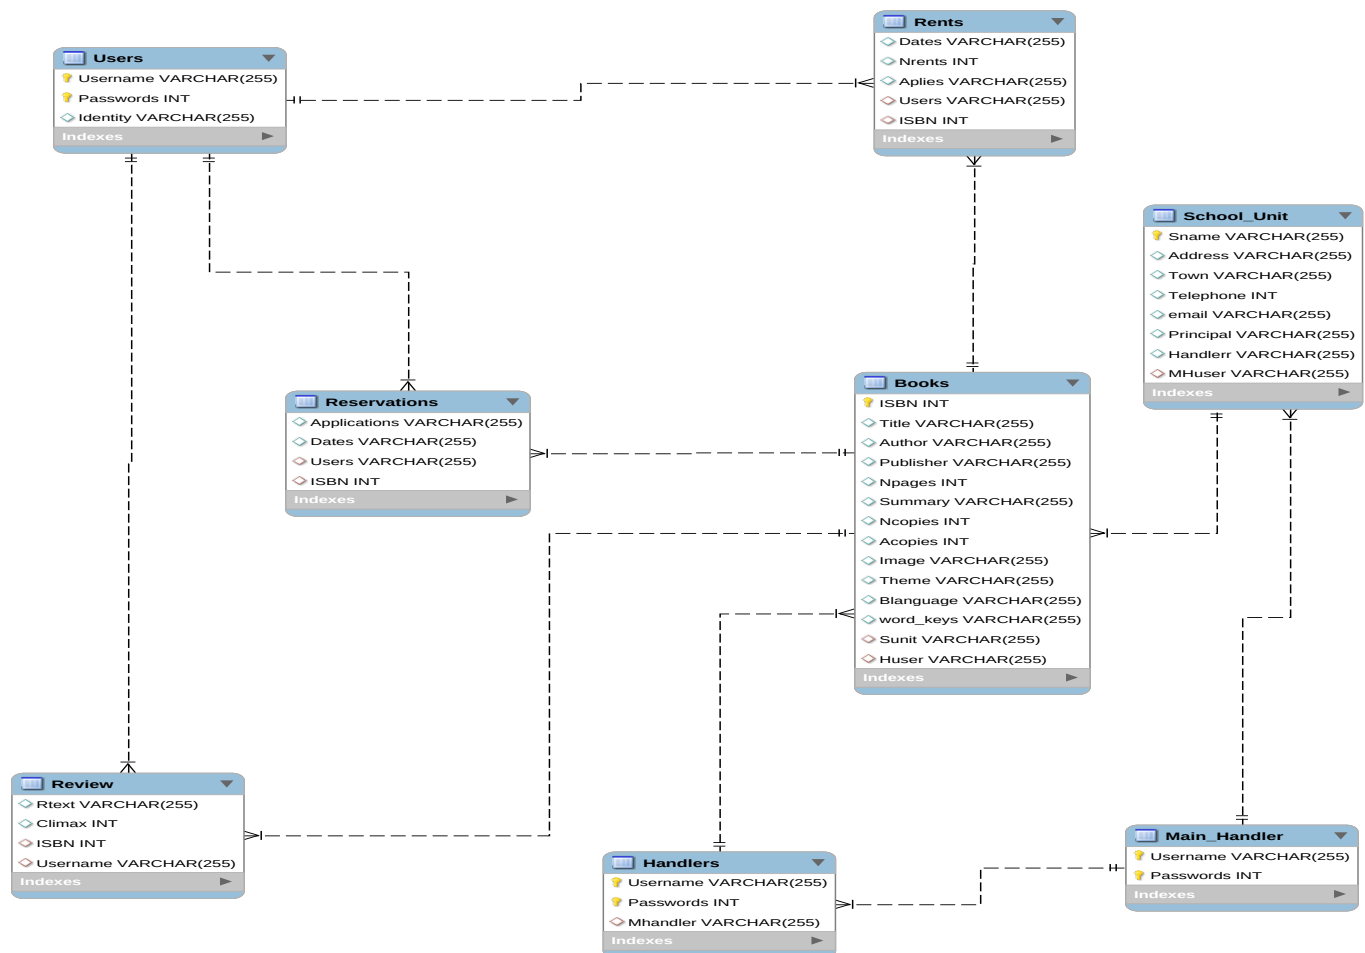 Users
Username VARCHAR(255)
Passwords INT
Identity VARCHAR(255)
Indexes
Rents
Dates VARCHAR(255)
Nrents INT
Aplies VARCHAR(255)
Users VARCHAR(255)
ISBN INT
Indexes
School_Unit
Sname VARCHAR(255)
Address VARCHAR(255)
Town VARCHAR(255)
Telephone INT
email VARCHAR(255)
Principal VARCHAR(255)
Handlerr VARCHAR(255)
MHuser VARCHAR(255)
Indexes
Reservations
Applications VARCHAR(255)
Dates VARCHAR(255)
Users VARCHAR(255)
ISBN INT
Indexes
Books
ISBN INT
Title VARCHAR(255)
Author VARCHAR(255)
Publisher VARCHAR(255)
Npages INT
Summary VARCHAR(255)
Ncopies INT
Acopies INT
Image VARCHAR(255)
Theme VARCHAR(255)
Blanguage VARCHAR(255)
word_keys VARCHAR(255)
Sunit VARCHAR(255)
Huser VARCHAR(255)
Indexes
Review
Rtext VARCHAR(255)
Climax INT
ISBN INT
Username VARCHAR(255)
Indexes
Handlers
Username VARCHAR(255)
Passwords INT
Mhandler VARCHAR(255)
Indexes
Main_Handler
Username VARCHAR(255)
Passwords INT
Indexes